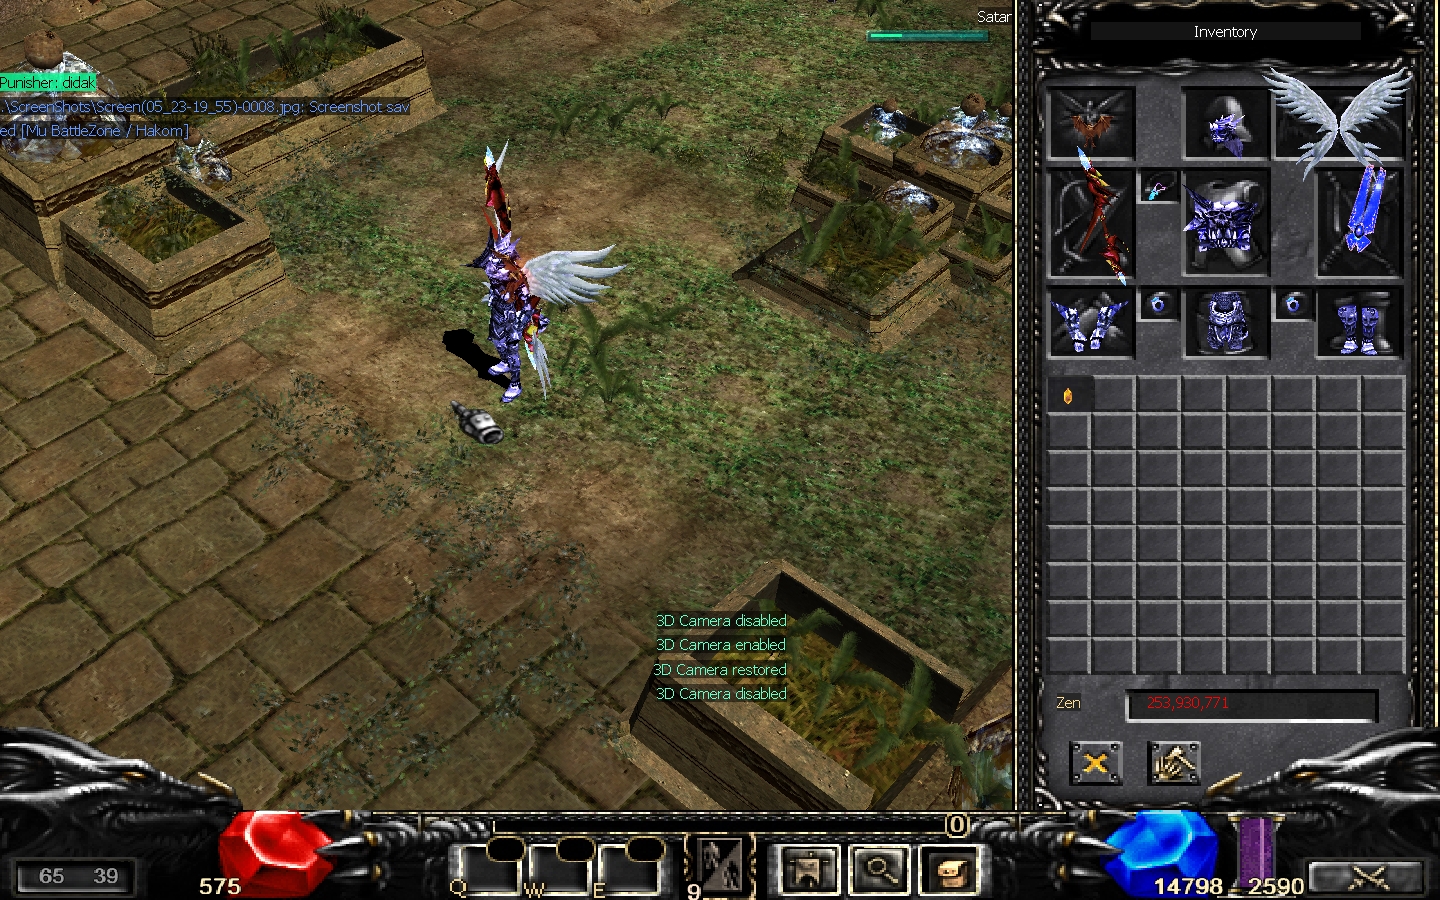 Satar
Inventory
Punisher: didak
.\ScreenShots\Screen(05_23-19_55)-0008.jpg: Screenshot sav
ed [Mu BattleZone / Hakom]
3D Camera disabled
3D Camera enabled
3D Camera restored
3D Camera disabled
Zen
253,930,771
0
65 39
575
Q
W
E
9
14798
2590